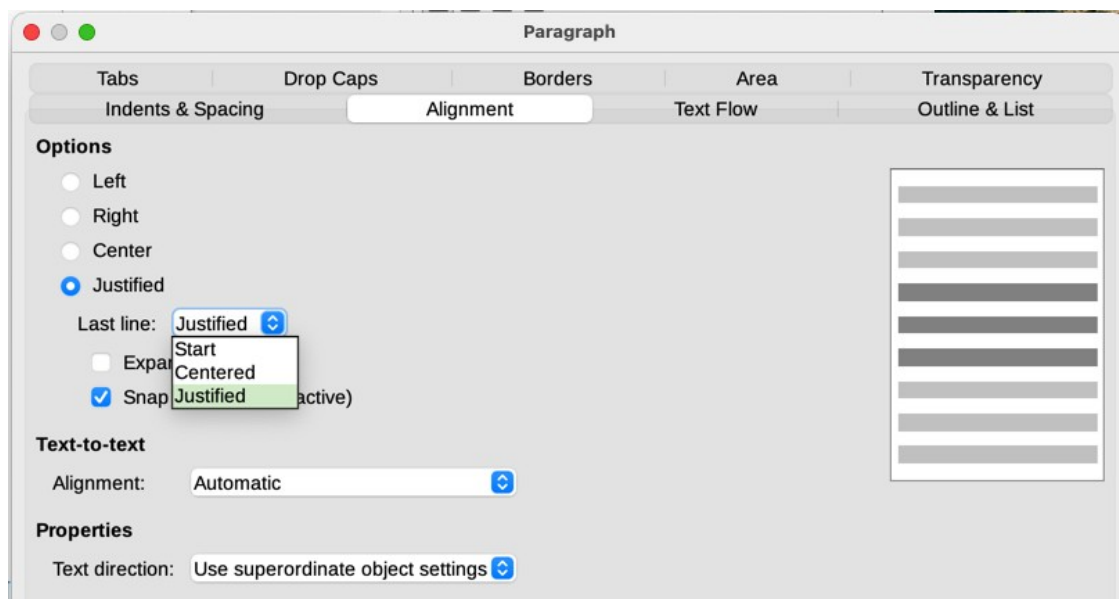 Paragraph
Tabs Drop Caps Borders Area Transparency
Indents & Spacing Alignment Text Flow Outline & List
Options
Left
Right
Center
Justified
Last line: Justified
Start
Expa
Centered
Snap Justified active)
Text-to-text
Alignment: Automatic
Properties
Text direction: Use superordinate object settings